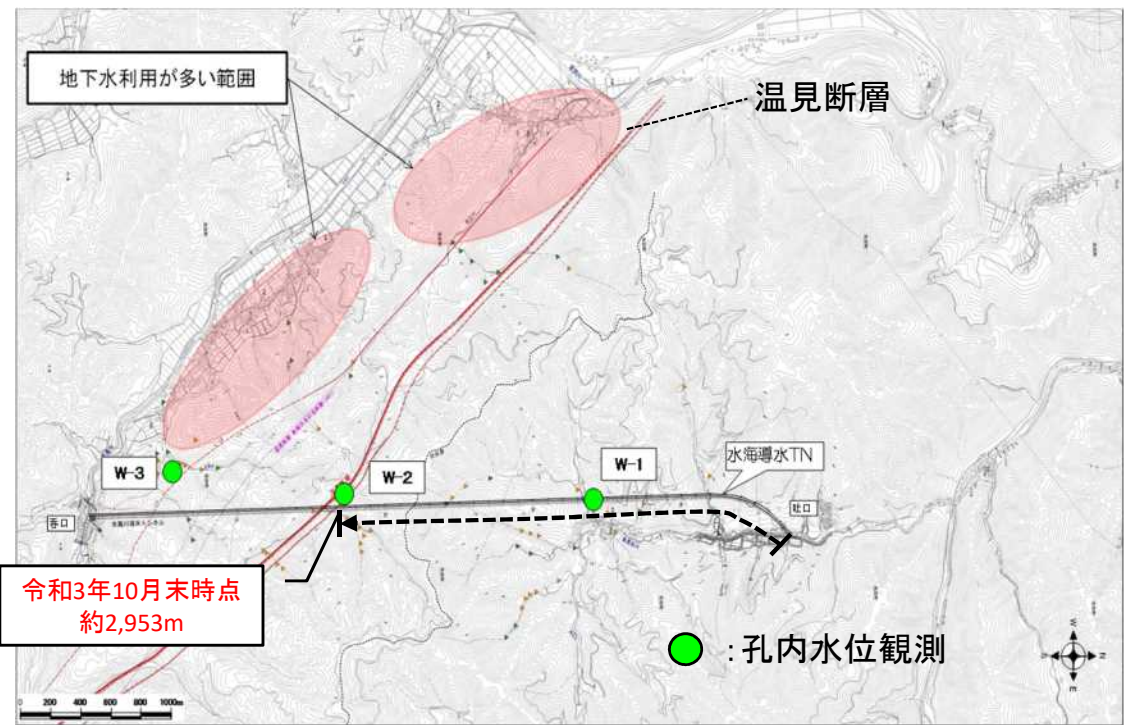 地下水利用が多い範囲
温見断層
W-3
W-2
W-1
水海導水TN
呑口
吐口
令和3年10月末時点
約2,953m
:孔内水位観測
W
N
E
0 200 400 600 800 1000m